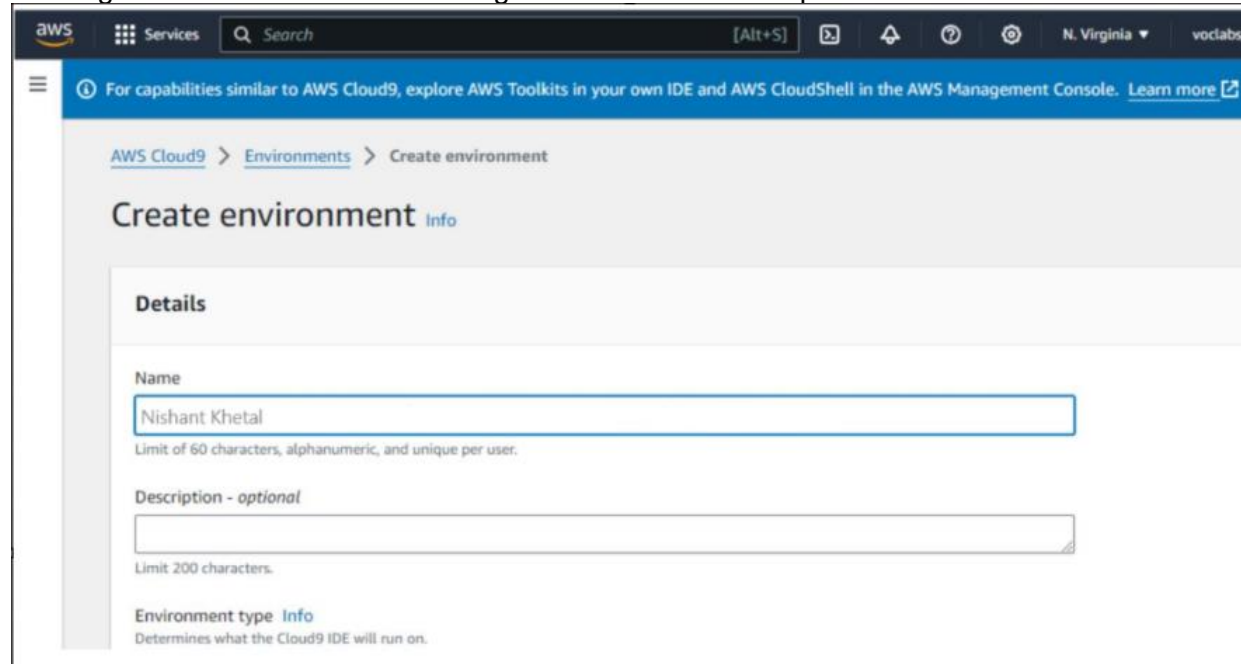 aws Services Search [Alt+S] N. Virginia ▼ voclabs
For capabilities similar to AWS Cloud9, explore AWS Toolkits in your own IDE and AWS CloudShell in the AWS Management Console. Learn more
AWS Cloud9 > Environments > Create environment
Create environment Info
Details
Name
Nishant Khetal
Limit of 60 characters, alphanumeric, and unique per user.
Description - optional
Limit 200 characters.
Environment type Info
Determines what the Cloud9 IDE will run on.